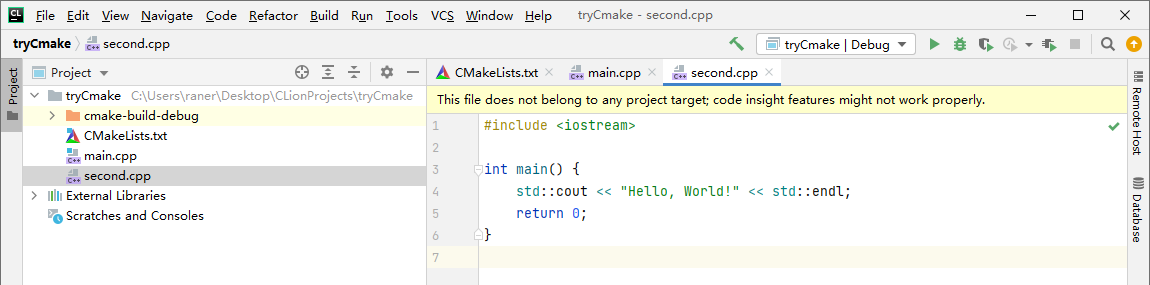 CL File Edit View Navigate Code Refactor Build Run Tools VCS Window Help tryCmake - second.cpp
tryCmake second.cpp tryCmake | Debug
Project
Project
CMakeLists.txt main.cpp second.cpp
tryCmake C:\Users\raner\Desktop\CLionProjects\tryCmake
cmake-build-debug
CMakeLists.txt
main.cpp
second.cpp
External Libraries
Scratches and Consoles
This file does not belong to any project target; code insight features might not work properly.
1 #include <iostream>
2
3 int main() {
4 std::cout << "Hello, World!" << std::endl;
5 return 0;
6 }
7
Remote Host
Database